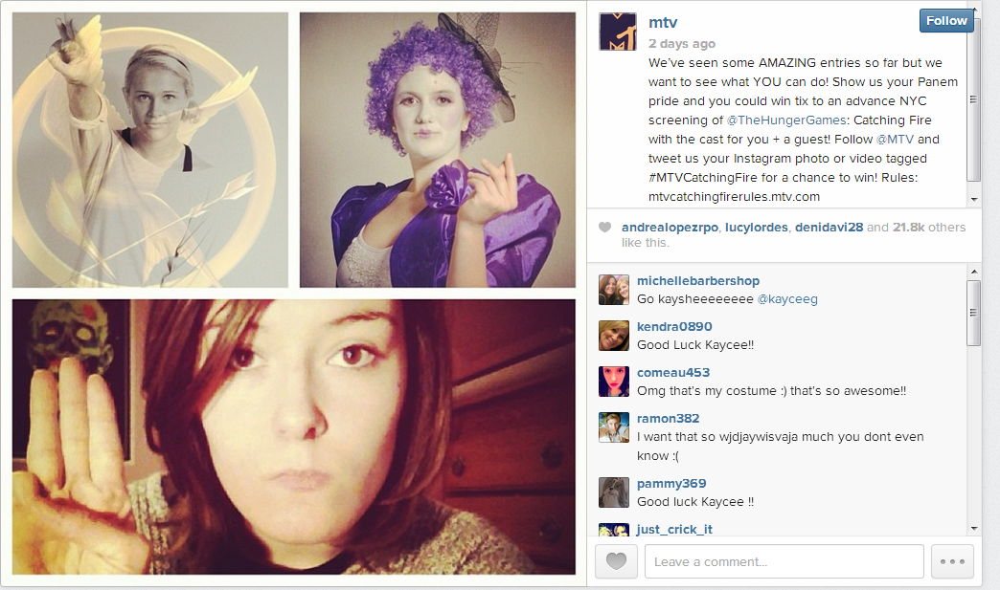 mtv
Follow
2 days ago
We've seen some AMAZING entries so far but we
want to see what YOU can do! Show us your Panem
pride and you could win tix to an advance NYC
screening of @TheHungerGames: Catching Fire
with the cast for you + a guest! Follow @MTV and
tweet us your Instagram photo or video tagged
#MTVCatchingFire for a chance to win! Rules:
mtvcatchingfirerules.mtv.com
andrealopezrpo, lucylordes, denidavi28 and 21.8k others
like this.
michellebarbershop
Go kaysheeeeeeee @kayceeg
kendra0890
Good Luck Kaycee!!
comeau453
Omg that's my costume :) that's so awesome!!
ramon382
I want that so wjdjaywisvaja much you dont even
know :(
pammy369
Good luck Kaycee !!
just_crick_it
Leave a comment...